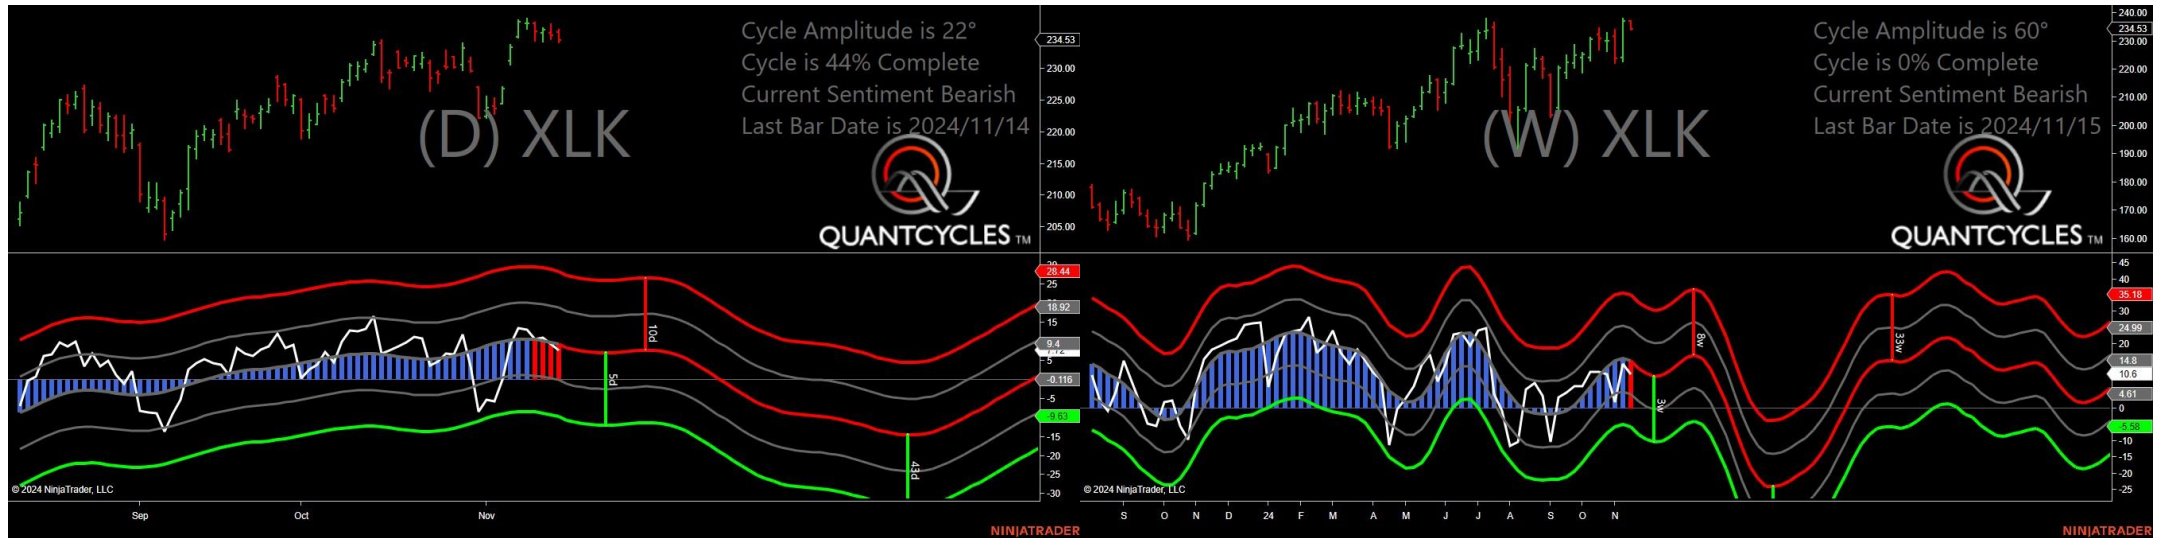 Cycle Amplitude is 22°
Cycle is 44% Complete
Current Sentiment Bearish
Last Bar Date is 2024/11/14
(D) XLK
QUANTCYCLES TM
234.53
230.00
225.00
220.00
215.00
210.00
205.00
28.44
25
18.92
15
9.4
5
-0.116
-5
-9.63
-15
-20
-25
-30
10d
5d
43d
© 2024 NinjaTrader, LLC
Sep Oct Nov
NINJATRADER
Cycle Amplitude is 60°
Cycle is 0% Complete
Current Sentiment Bearish
Last Bar Date is 2024/11/15
(W) XLK
QUANTCYCLES TM
240.00
234.53
230.00
220.00
210.00
200.00
190.00
180.00
170.00
160.00
45
40
35.18
30
24.99
20
14.8
10.6
4.61
0
-5.58
-10
-15
-20
-25
8w
33w
3w
© 2024 NinjaTrader, LLC
S O N D 24 F M A M J J A S O N
NINJATRADER